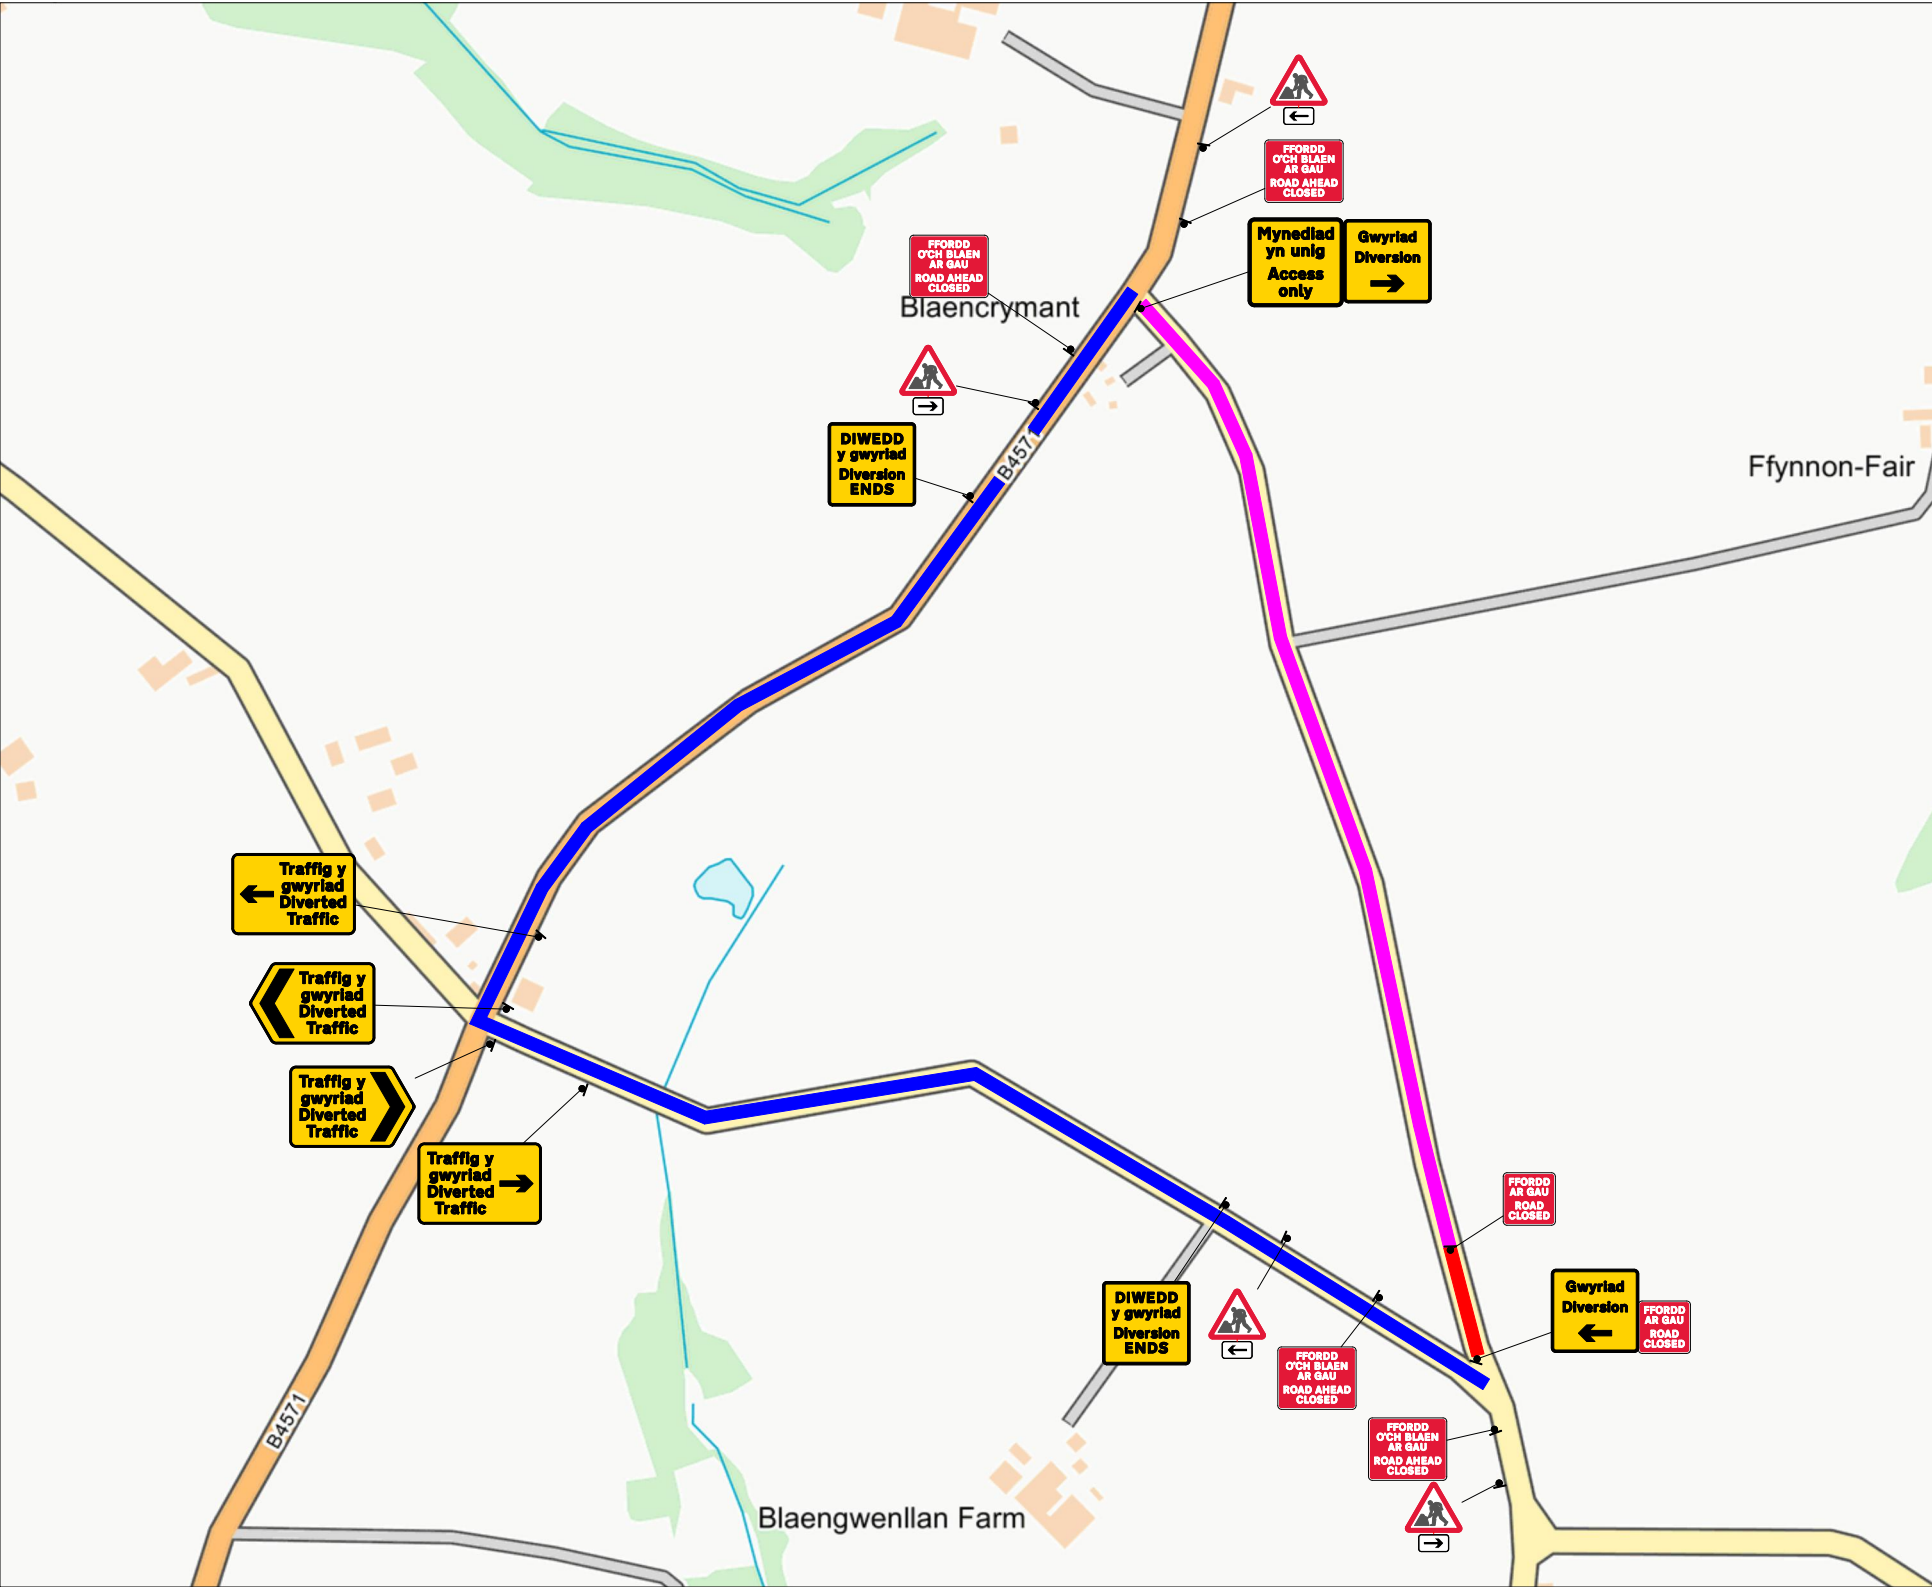 FFORDD
O'CH BLAEN
AR GAU
ROAD AHEAD
CLOSED
Mynediad
yn unig
Access
only
Gwyriad
Diversion
FFORDD
O'CH BLAEN
AR GAU
ROAD AHEAD
CLOSED
Blaencrymant
DIWEDD
y gwyriad
Diversion
ENDS
B4571
Ffynnon-Fair
Traffig y
gwyriad
Diverted
Traffic
Traffig y
gwyriad
Diverted
Traffic
Traffig y
gwyriad
Diverted
Traffic
Traffig y
gwyriad
Diverted
Traffic
FFORDD
AR GAU
ROAD
CLOSED
Gwyriad
Diversion
FFORDD
AR GAU
ROAD
CLOSED
DIWEDD
y gwyriad
Diversion
ENDS
FFORDD
O'CH BLAEN
AR GAU
ROAD AHEAD
CLOSED
B4571
FFORDD
O'CH BLAEN
AR GAU
ROAD AHEAD
CLOSED
Blaengwenllan Farm